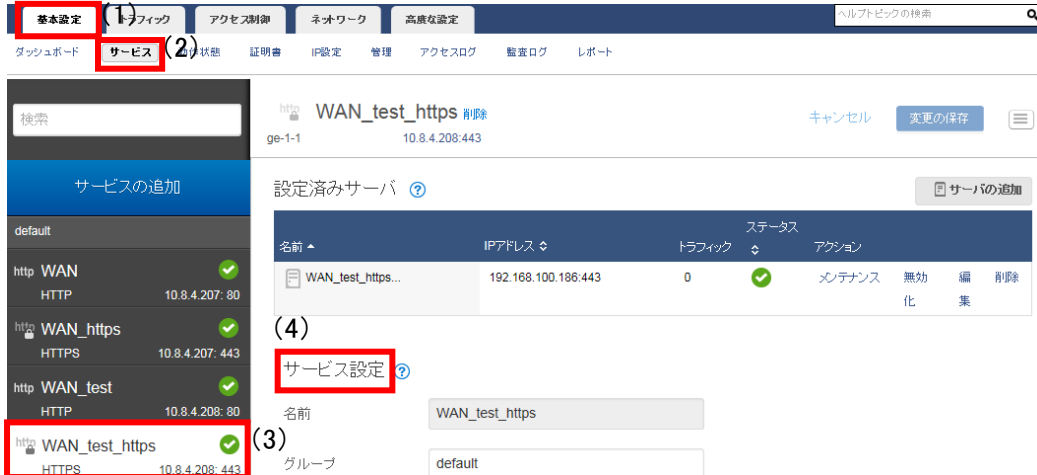 基本設定 (1) トラフィック アクセス制御 ネットワーク 高度な設定 ヘルプトピックの検索
ダッシュボード サービス (2) 状態 証明書 IP設定 管理 アクセスログ 監査ログ レポート
検索
サービスの追加
default
http WAN
HTTP 10.8.4.207: 80
http WAN_https
HTTPS 10.8.4.207: 443
http WAN_test
HTTP 10.8.4.208: 80
http WAN_test_https (3)
HTTPS 10.8.4.208: 443
http WAN_test_https 削除 キャンセル 変更の保存
ge-1-1 10.8.4.208:443
設定済みサーバ ? サーバの追加
名前 IPアドレス トラフィック ステータス アクション
WAN_test_https... 192.168.100.186:443 0 メンテナンス 無効化 編集 削除
(4)
サービス設定 ?
名前 WAN_test_https
グループ default